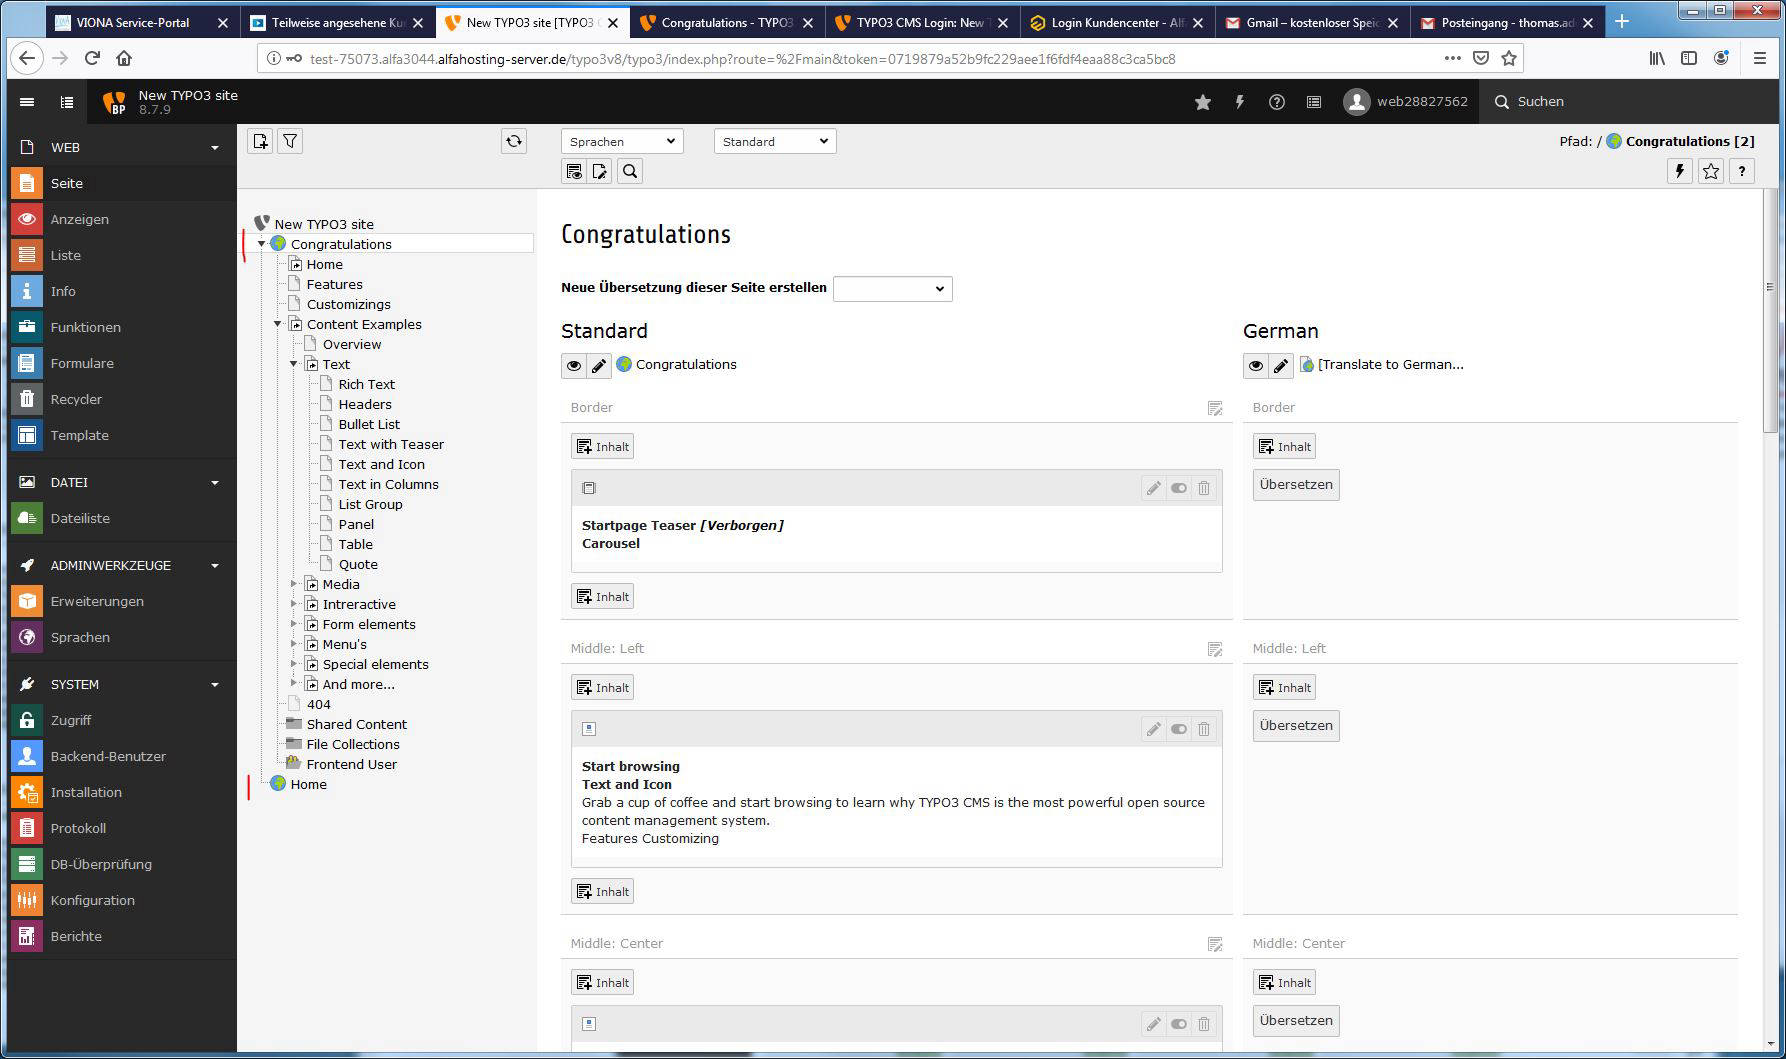 VIONA Service-Portal
Teilweise angesehene Ku
New TYPO3 site [TYPO3 C
Congratulations - TYPO3
TYPO3 CMS Login: New T
Login Kundencenter - Alf
Gmail – kostenloser Speic
Posteingang - thomas.ad
test-75073.alfa3044.alfahosting-server.de/typo3v8/typo3/index.php?route=%2Fmain&token=0719879a52b9fc229aee1f6fdf4eaa88c3ca5bc8
BP
New TYPO3 site
8.7.9
web28827562
Suchen
WEB
Seite
Anzeigen
Liste
Info
Funktionen
Formulare
Recycler
Template
DATEI
Dateiliste
ADMINWERKZEUGE
Erweiterungen
Sprachen
SYSTEM
Zugriff
Backend-Benutzer
Installation
Protokoll
DB-Überprüfung
Konfiguration
Berichte
New TYPO3 site
Congratulations
Home
Features
Customizings
Content Examples
Overview
Text
Rich Text
Headers
Bullet List
Text with Teaser
Text and Icon
Text in Columns
List Group
Panel
Table
Quote
Media
Intreractive
Form elements
Menu's
Special elements
And more...
404
Shared Content
File Collections
Frontend User
Home
Sprachen
Standard
Pfad: / Congratulations [2]
Congratulations
Neue Übersetzung dieser Seite erstellen
Standard
Congratulations
Border
Inhalt
Startpage Teaser [Verborgen]
Carousel
Inhalt
Middle: Left
Inhalt
Start browsing
Text and Icon
Grab a cup of coffee and start browsing to learn why TYPO3 CMS is the most powerful open source
content management system.
Features Customizing
Inhalt
Middle: Center
Inhalt
German
[Translate to German...
Border
Inhalt
Übersetzen
Middle: Left
Inhalt
Übersetzen
Middle: Center
Inhalt
Übersetzen